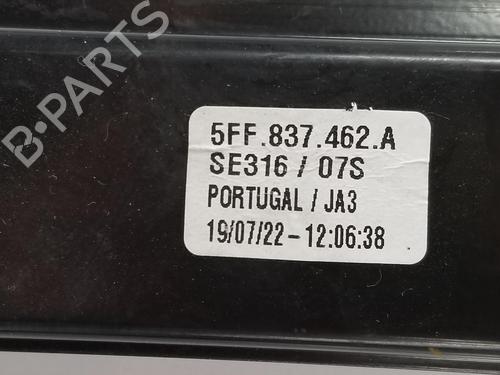 B-PARTS
5FF.837.462.A
SE316 / 07S
PORTUGAL / JA3
19/07/22-12:06:38